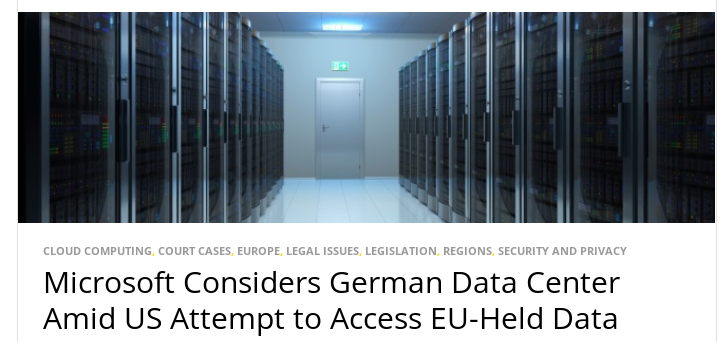 CLOUD COMPUTING, COURT CASES, EUROPE, LEGAL ISSUES, LEGISLATION, REGIONS, SECURITY AND PRIVACY
Microsoft Considers German Data Center
Amid US Attempt to Access EU-Held Data